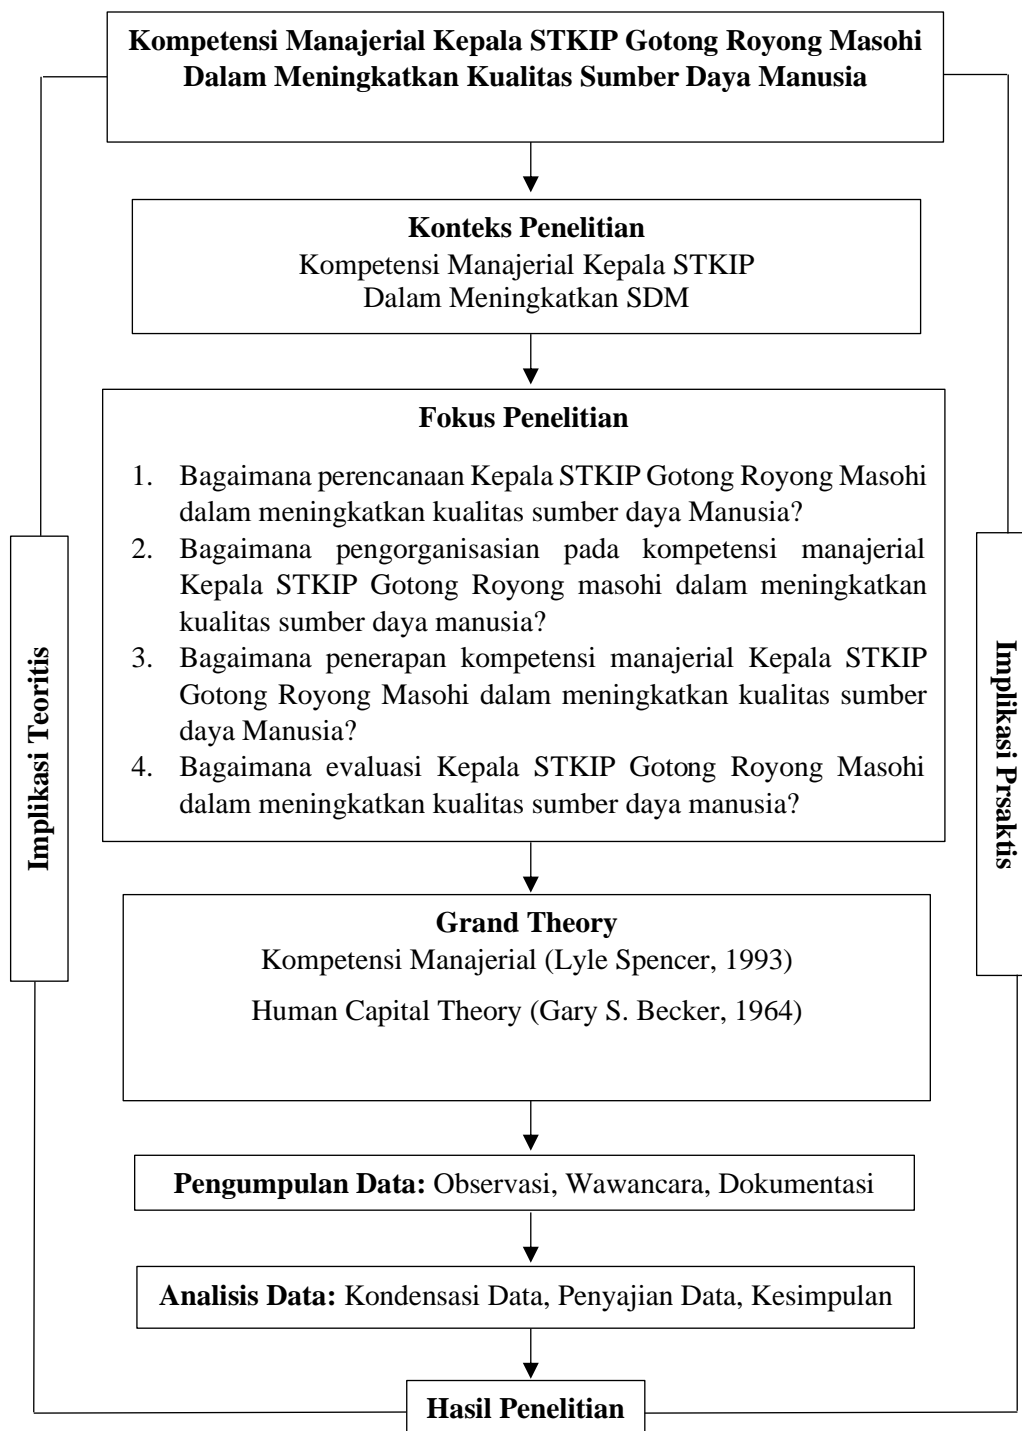 Kompetensi Manajerial Kepala STKIP Gotong Royong Masohi
Dalam Meningkatkan Kualitas Sumber Daya Manusia
Konteks Penelitian
Kompetensi Manajerial Kepala STKIP
Dalam Meningkatkan SDM
Fokus Penelitian
1. Bagaimana perencanaan Kepala STKIP Gotong Royong Masohi
dalam meningkatkan kualitas sumber daya Manusia?
2. Bagaimana pengorganisasian pada kompetensi manajerial
Kepala STKIP Gotong Royong masohi dalam meningkatkan
kualitas sumber daya manusia?
3. Bagaimana penerapan kompetensi manajerial Kepala STKIP
Gotong Royong Masohi dalam meningkatkan kualitas sumber
daya Manusia?
4. Bagaimana evaluasi Kepala STKIP Gotong Royong Masohi
dalam meningkatkan kualitas sumber daya manusia?
Implikasi Teoritis
Implikasi Prsaktis
Grand Theory
Kompetensi Manajerial (Lyle Spencer, 1993)
Human Capital Theory (Gary S. Becker, 1964)
Pengumpulan Data: Observasi, Wawancara, Dokumentasi
Analisis Data: Kondensasi Data, Penyajian Data, Kesimpulan
Hasil Penelitian